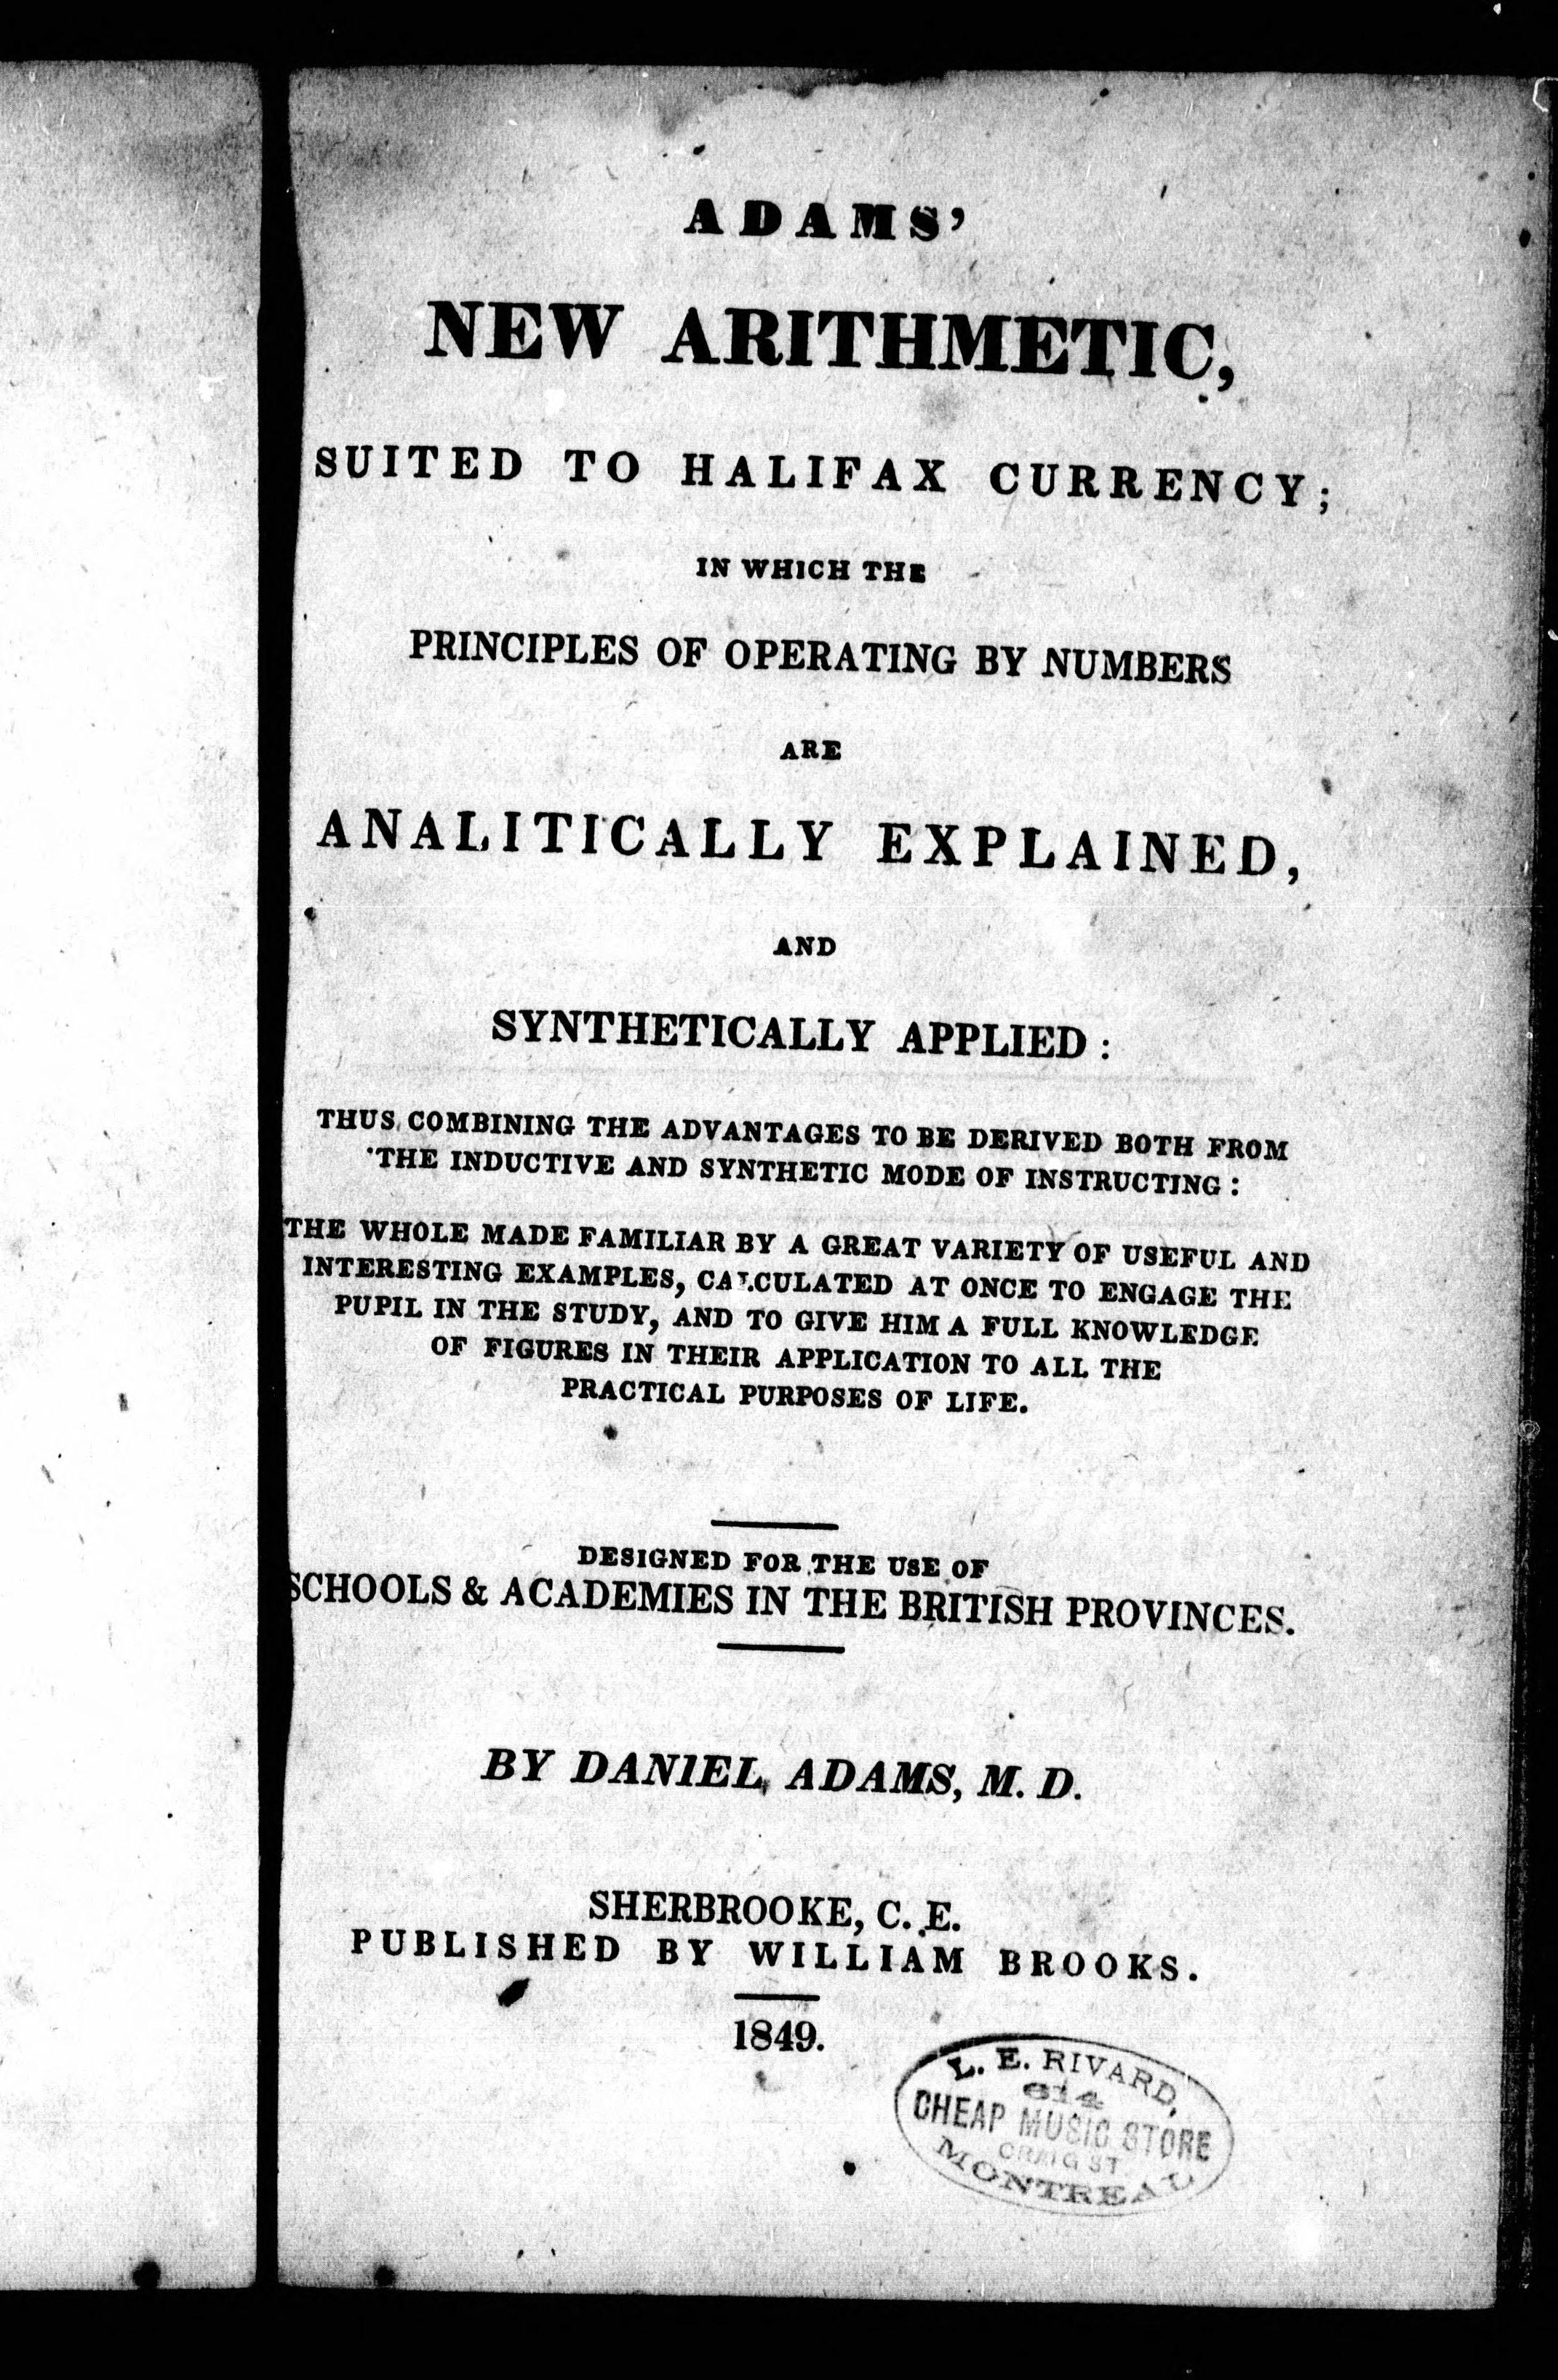 ADAMS'
NEW ARITHMETIC,
SUITED TO HALIFAX CURRENCY;
IN WHICH THE
PRINCIPLES OF OPERATING BY NUMBERS
ARE
ANALITICALLY EXPLAINED,
AND
SYNTHETICALLY APPLIED:
THUS COMBINING THE ADVANTAGES TO BE DERIVED BOTH FROM
THE INDUCTIVE AND SYNTHETIC MODE OF INSTRUCTING:
THE WHOLE MADE FAMILIAR BY A GREAT VARIETY OF USEFUL AND
INTERESTING EXAMPLES, CALCULATED AT ONCE TO ENGAGE THE
PUPIL IN THE STUDY, AND TO GIVE HIM A FULL KNOWLEDGE
OF FIGURES IN THEIR APPLICATION TO ALL THE
PRACTICAL PURPOSES OF LIFE.
DESIGNED FOR THE USE OF
SCHOOLS & ACADEMIES IN THE BRITISH PROVINCES.
BY DANIEL ADAMS, M. D.
SHERBROOKE, C. E.
PUBLISHED BY WILLIAM BROOKS.
1849.
L. E. RIVARD,
614
CHEAP MUSIC STORE
CRAIG ST
MONTREAL